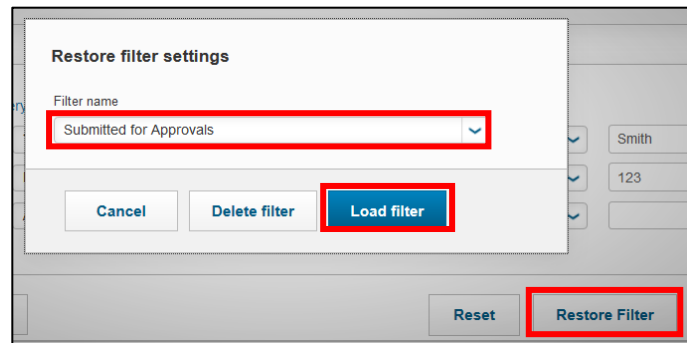 Restore filter settings
Filter name
Submitted for Approvals
Smith
123
Cancel Delete filter Load filter
Reset Restore Filter